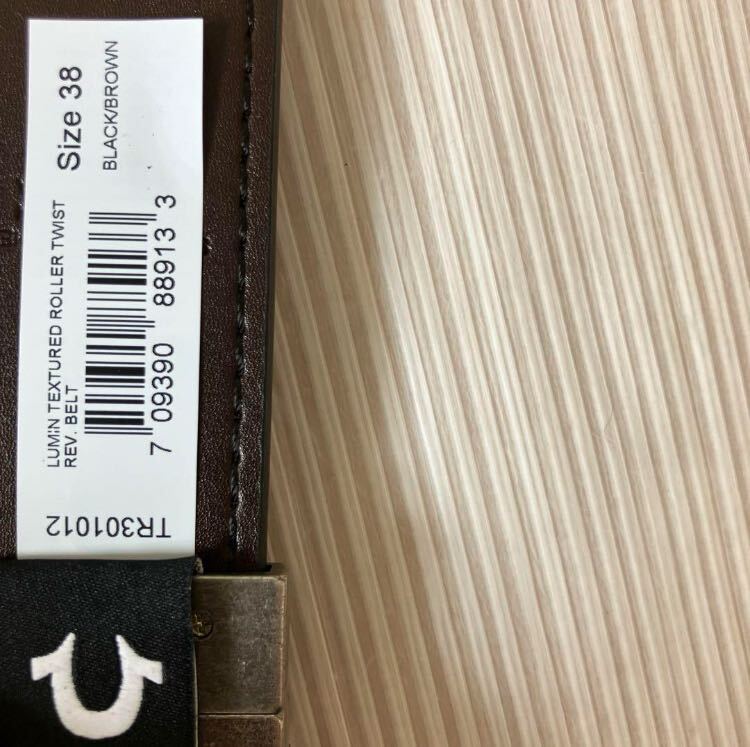 Size 38
BLACK/BROWN
LUMIN TEXTURED ROLLER TWIST
REV. BELT
7 09390 88913 3
TR301012